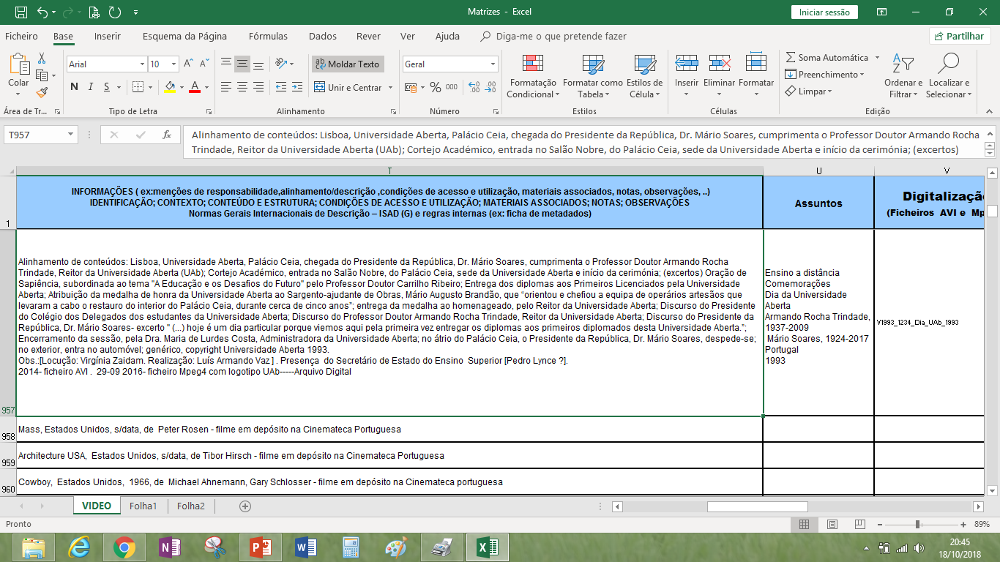 Matrizes - Excel
Iniciar sessão
Ficheiro Base Inserir Esquema da Página Fórmulas Dados Rever Ver Ajuda Diga-me o que pretende fazer Partilhar
Arial 10 Moldar Texto Geral Soma Automática
Colar Formatação Condicional Formatar como Tabela Estilos de Célula Inserir Eliminar Formatar Preenchimento Ordenar e Filtrar Localizar e Selecionar
N I S A Unir e Centrar % 000 Limpar
Área de Tr... Tipo de Letra Alinhamento Número Estilos Células Edição
T957 fx Alinhamento de conteúdos: Lisboa, Universidade Aberta, Palácio Ceia, chegada do Presidente da República, Dr. Mário Soares, cumprimenta o Professor Doutor Armando Rocha
Trindade, Reitor da Universidade Aberta (UAb); Cortejo Académico, entrada no Salão Nobre, do Palácio Ceia, sede da Universidade Aberta e início da cerimónia; (excertos)
T U V
1
INFORMAÇÕES ( ex:menções de responsabilidade,alinhamento/descrição ,condições de acesso e utilização, materiais associados, notas, observações, ..)
IDENTIFICAÇÃO; CONTEXTO; CONTEÚDO E ESTRUTURA; CONDIÇÕES DE ACESSO E UTILIZAÇÃO; MATERIAIS ASSOCIADOS; NOTAS; OBSERVAÇÕES
Normas Gerais Internacionais de Descrição – ISAD (G) e regras internas (ex: ficha de metadados)
Assuntos
Digitalização
(Ficheiros AVI e Mp
957
Alinhamento de conteúdos: Lisboa, Universidade Aberta, Palácio Ceia, chegada do Presidente da República, Dr. Mário Soares, cumprimenta o Professor Doutor Armando Rocha
Trindade, Reitor da Universidade Aberta (UAb); Cortejo Académico, entrada no Salão Nobre, do Palácio Ceia, sede da Universidade Aberta e início da cerimónia; (excertos) Oração de
Sapiência, subordinada ao tema "A Educação e os Desafios do Futuro" pelo Professor Doutor Carrilho Ribeiro; Entrega dos diplomas aos Primeiros Licenciados pela Universidade
Aberta; Atribuição da medalha de honra da Universidade Aberta ao Sargento-ajudante de Obras, Mário Augusto Brandão, que “orientou e chefiou a equipa de operários artesãos que
levaram a cabo o restauro do interior do Palácio Ceia, durante cerca de cinco anos”; entrega da medalha ao homenageado, pelo Reitor da Universidade Aberta; Discurso do Presidente
do Colégio dos Delegados dos estudantes da Universidade Aberta; Discurso do Professor Doutor Armando Rocha Trindade, Reitor da Universidade Aberta; Discurso do Presidente da
República, Dr. Mário Soares- excerto " (...) hoje é um dia particular porque viemos aqui pela primeira vez entregar os diplomas aos primeiros diplomados desta Universidade Aberta.”;
Encerramento da sessão, pela Dra. Maria de Lurdes Costa, Administradora da Universidade Aberta; no átrio do Palácio Ceia, o Presidente da República, Dr. Mário Soares, despede-se;
no exterior, entra no automóvel; genérico, copyright Universidade Aberta 1993.
Obs.:[Locução: Virgínia Zaidam. Realização: Luís Armando Vaz ] . Presença do Secretário de Estado do Ensino Superior [Pedro Lynce ?].
2014- ficheiro AVI . 29-09 2016- ficheiro Mpeg4 com logotipo UAb-----Arquivo Digital
Ensino a distância
Comemorações
Dia da Universidade
Aberta
Armando Rocha Trindade,
1937-2009
Mário Soares, 1924-2017
Portugal
1993
V1993_1234_Dia_UAb_1993
958 Mass, Estados Unidos, s/data, de Peter Rosen - filme em depósito na Cinemateca Portuguesa
959 Architecture USA, Estados Unidos, s/data, de Tibor Hirsch - filme em depósito na Cinemateca Portuguesa
960 Cowboy, Estados Unidos, 1966, de Michael Ahnemann, Gary Schlosser - filme em depósito na Cinemateca portuguesa
VIDEO Folha1 Folha2
Pronto 89%
20:45
18/10/2018